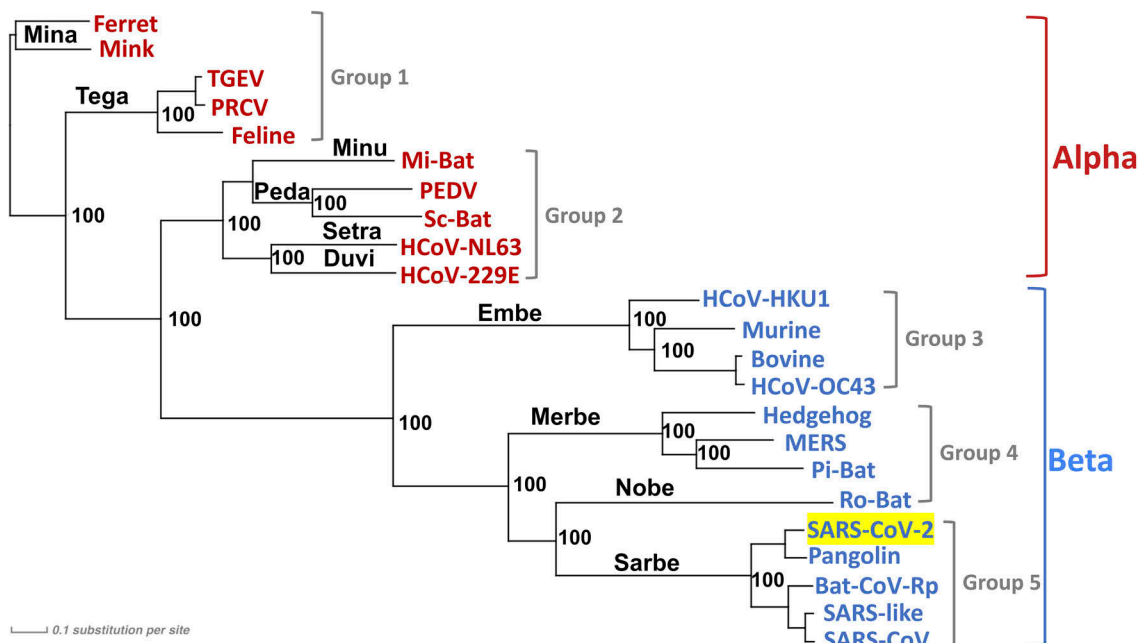 Ferret
Mina
Mink
Group 1
TGEV
Tega
PRCV
100
Feline
Minu
Mi-Bat
Alpha
Peda
PEDV
100
Group 2
100
100
Sc-Bat
Setra
HCoV-NL63
100
Duvi
HCoV-229E
HCoV-HKU1
Embe
100
100
Murine
Group 3
100
Bovine
HCoV-OC43
Merbe
Hedgehog
100
100
MERS
100
Group 4
Beta
Pi-Bat
100
Nobe
Ro-Bat
SARS-CoV-2
100
Pangolin
Sarbe
100
Bat-CoV-Rp
Group 5
SARS-like
0.1 substitution per site
SARS-CoV